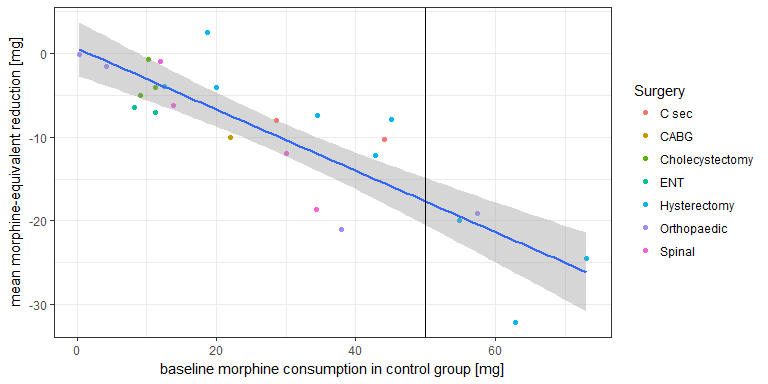 mean morphine-equivalent reduction [mg]
0
-10
-20
-30
0
20
40
60
baseline morphine consumption in control group [mg]
Surgery
C sec
CABG
Cholecystectomy
ENT
Hysterectomy
Orthopaedic
Spinal